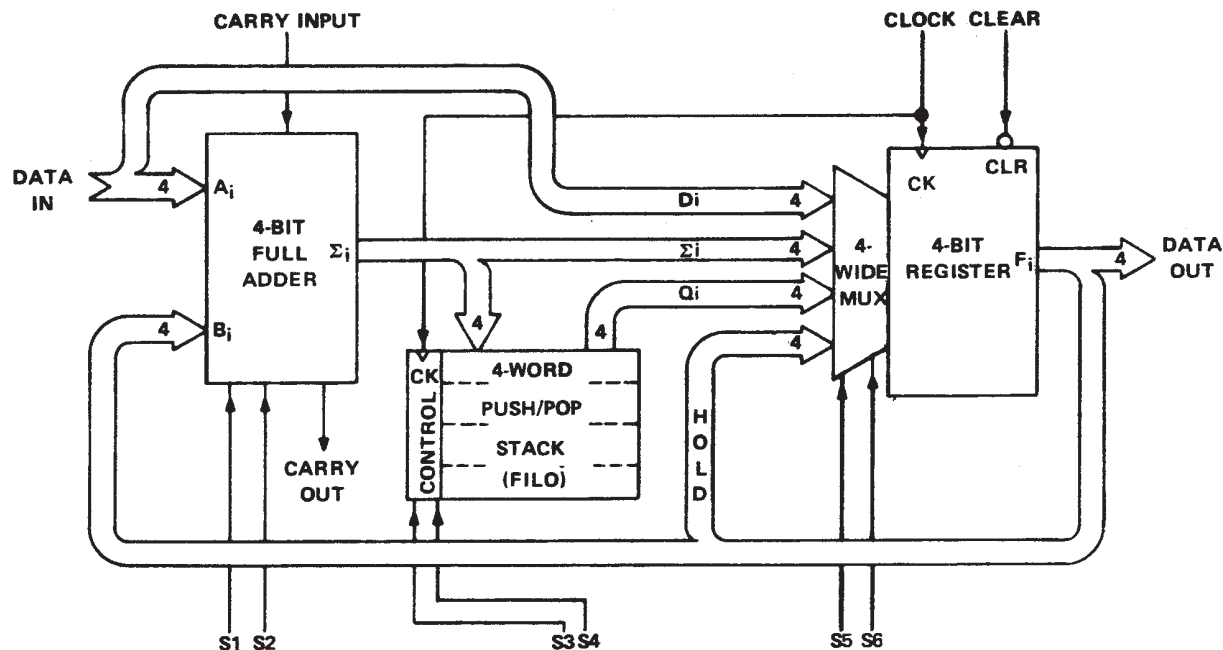 CARRY INPUT
CLOCK CLEAR
DATA
IN
4
Ai
4-BIT
FULL
ADDER
Σi
4
Bi
CARRY
OUT
Di
4
Σi
4
Qi
4
4
4
4
CK
CONTROL
4-WORD
PUSH/POP
STACK
(FILO)
HOLD
4-
WIDE
MUX
CK
CLR
4-BIT
REGISTER
Fi
4
DATA
OUT
S1 S2
S3 S4
S5 S6